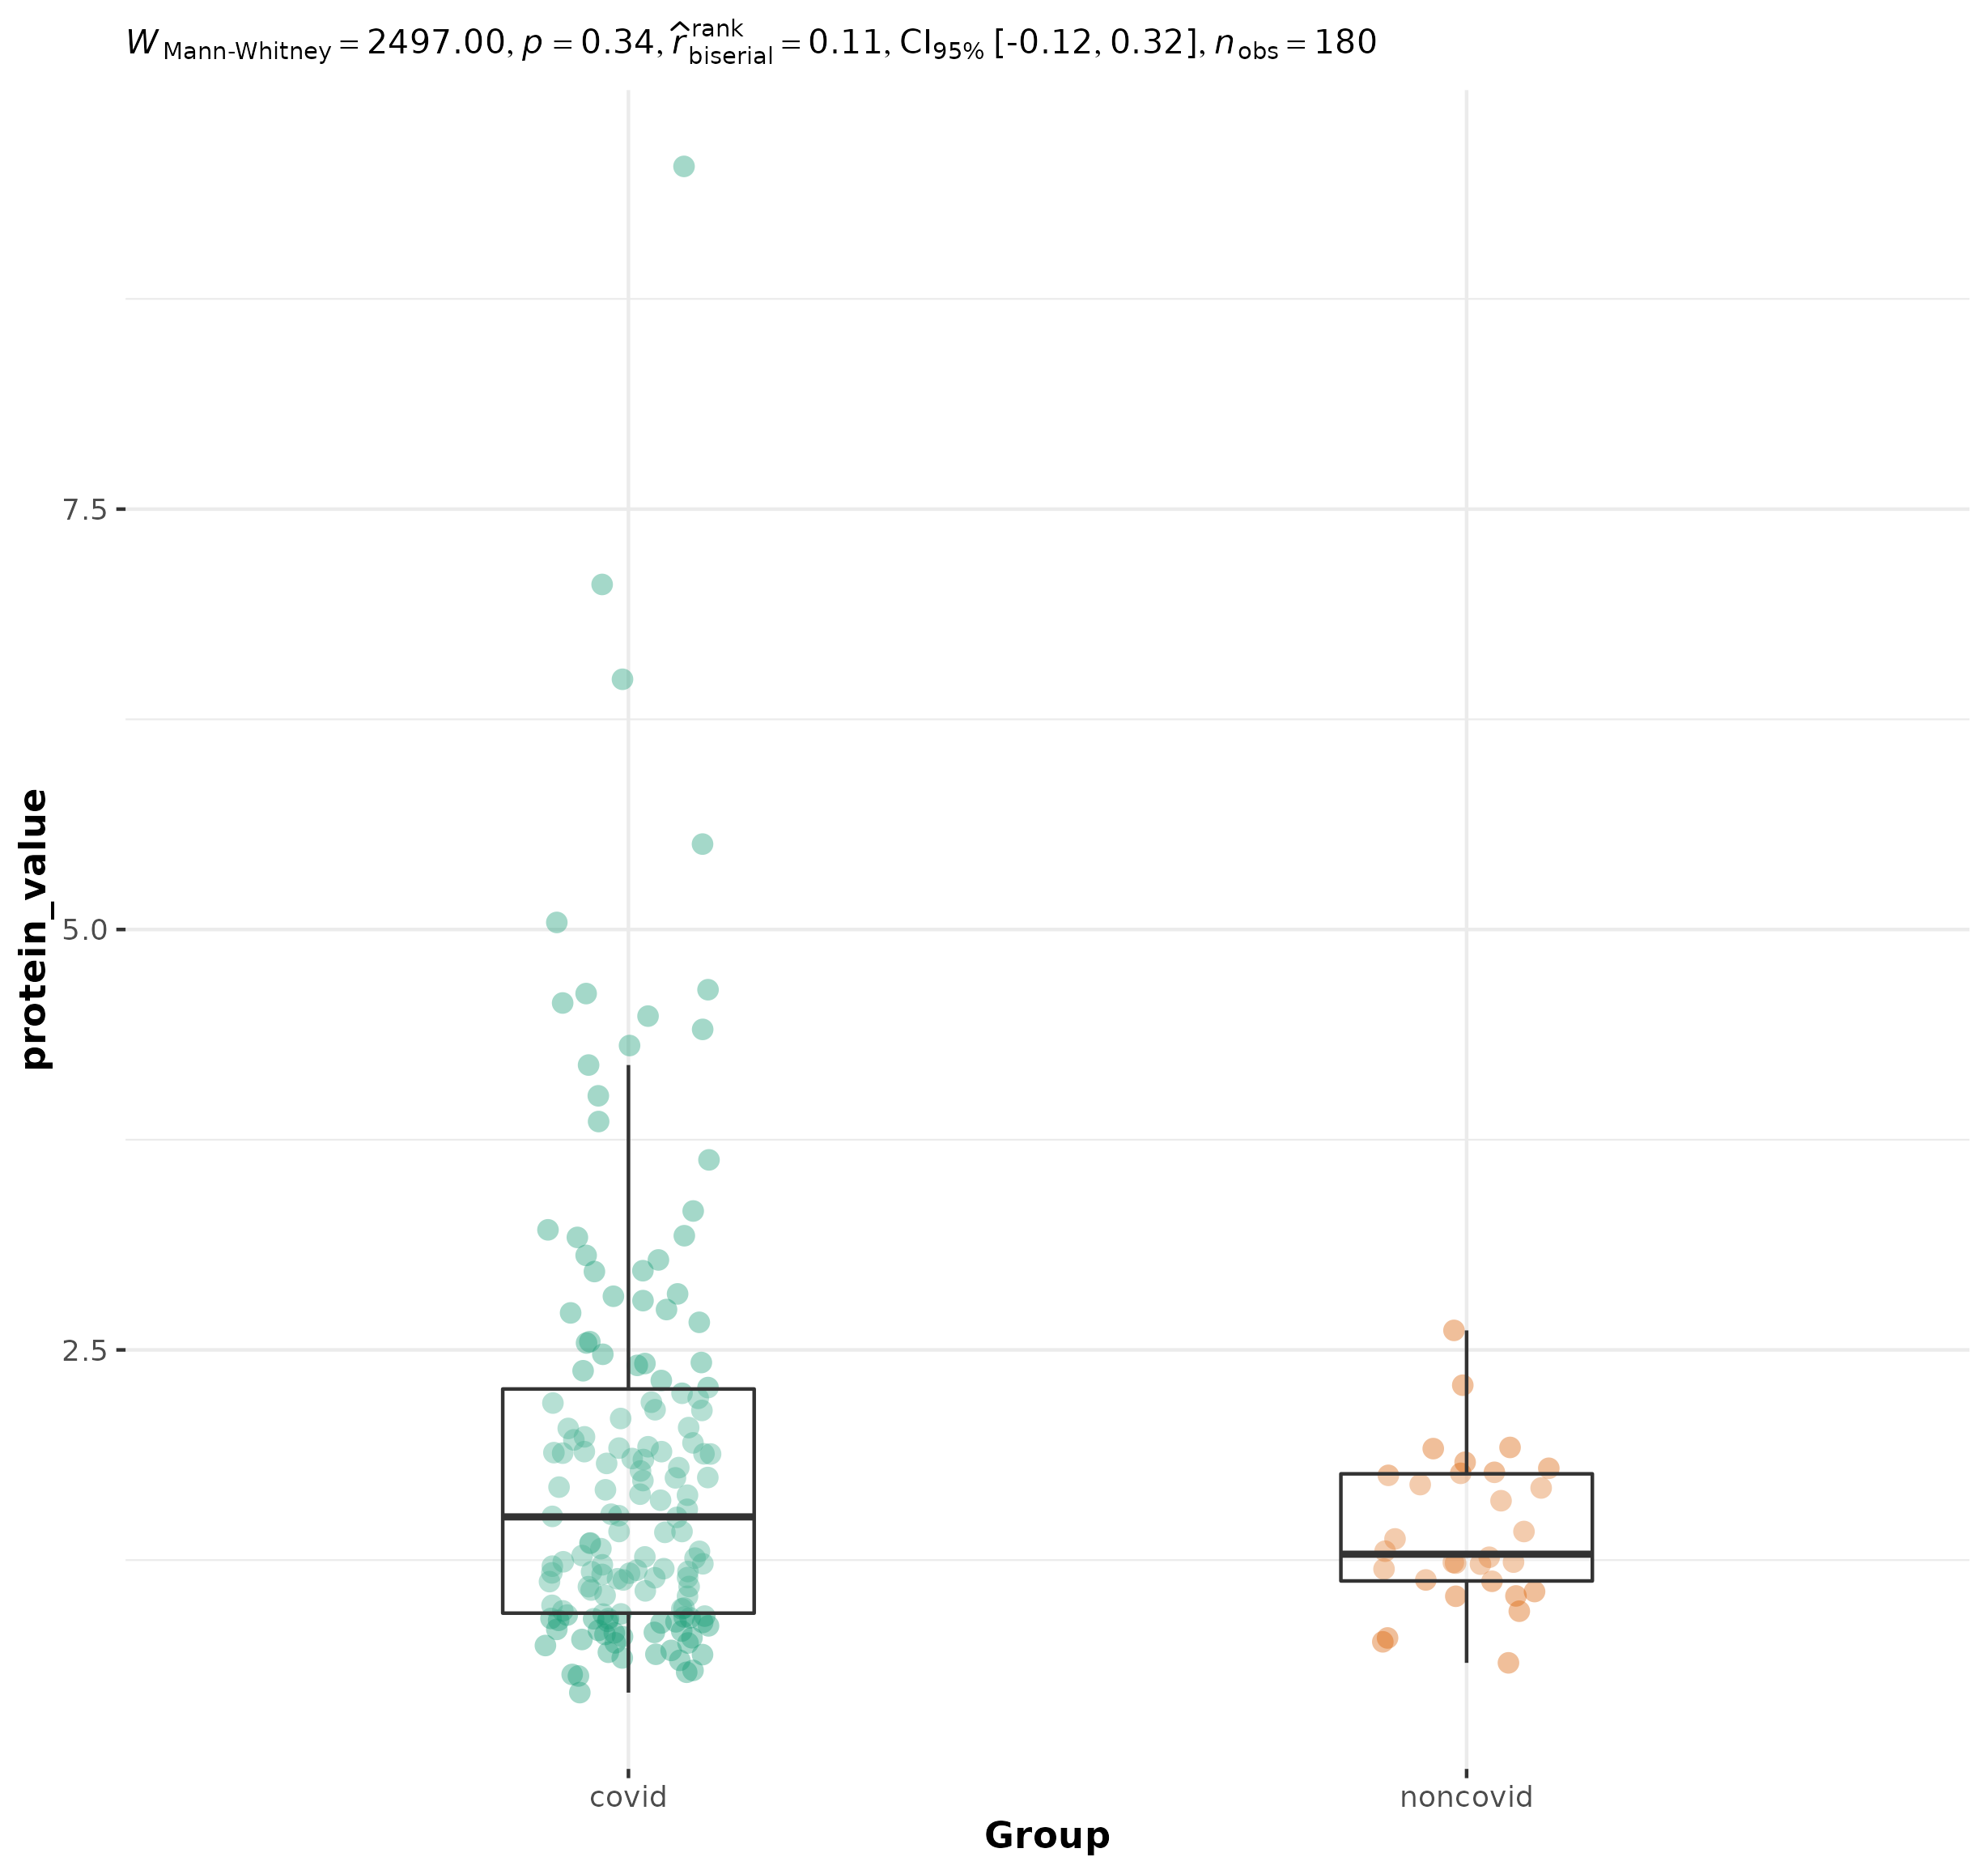 W Mann-Whitney = 2497.00, p = 0.34, r̂ rank biserial = 0.11, CI95% [-0.12, 0.32], n obs = 180
protein_value
7.5
5.0
2.5
covid noncovid
Group